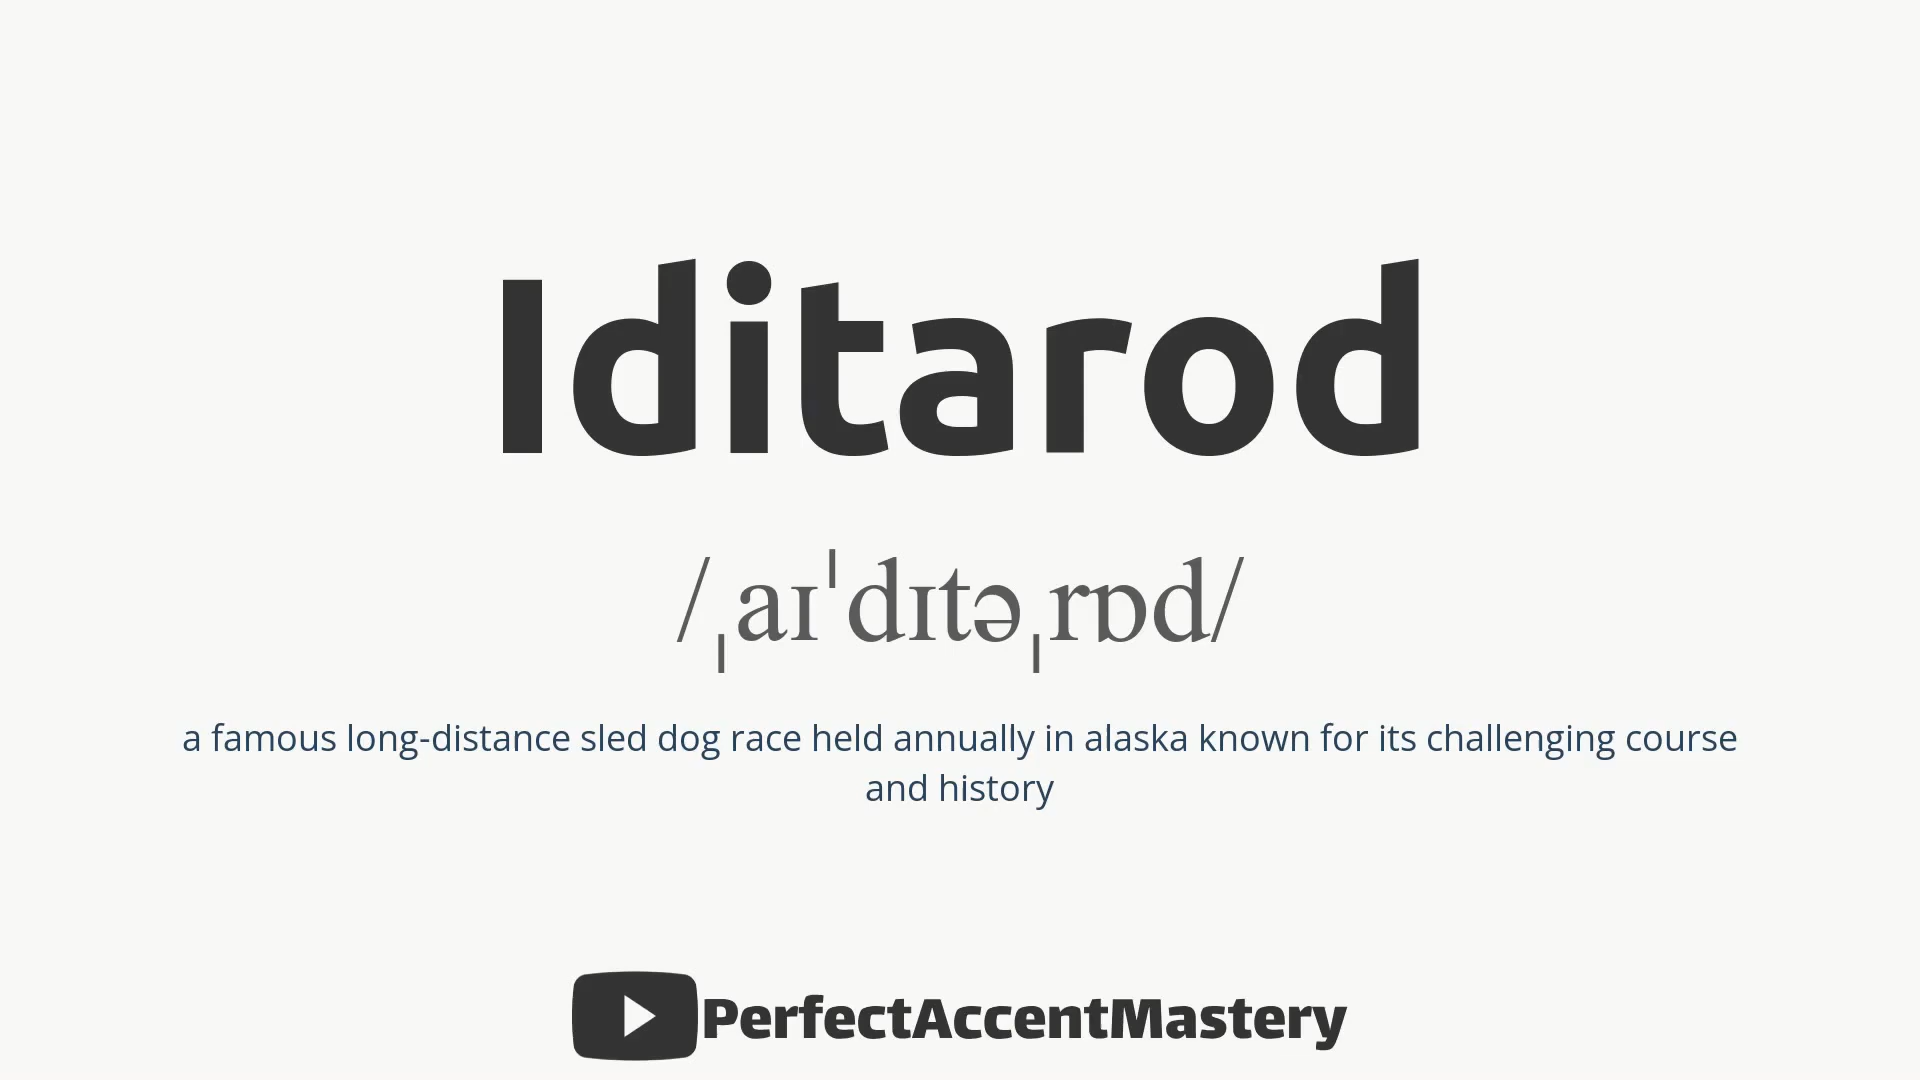 Iditarod
/ˌaɪˈdɪtəˌrɒd/
a famous long-distance sled dog race held annually in alaska known for its challenging course
and history
PerfectAccentMastery